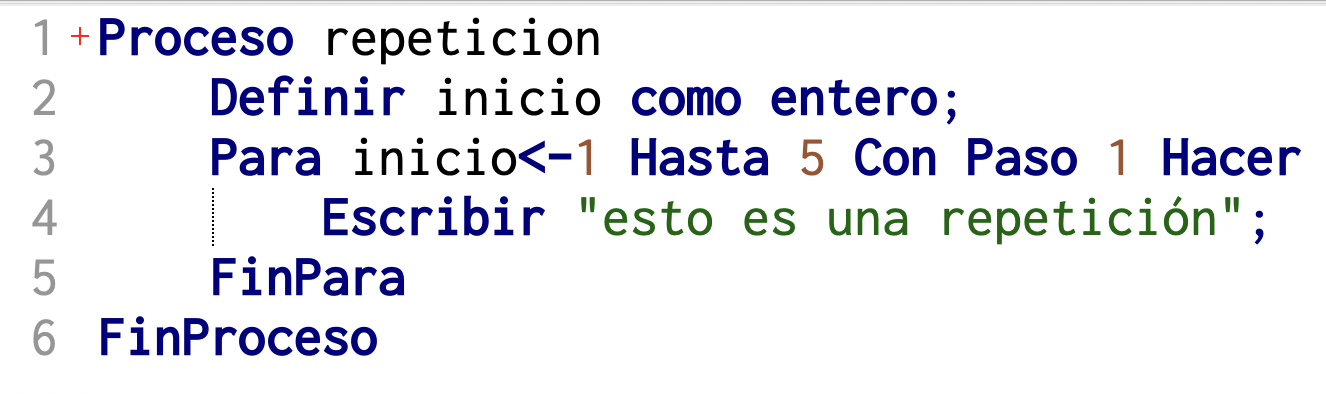 1 +Proceso repeticion
2 Definir inicio como entero;
3 Para inicio<-1 Hasta 5 Con Paso 1 Hacer
4 Escribir "esto es una repetición";
5 FinPara
6 FinProceso